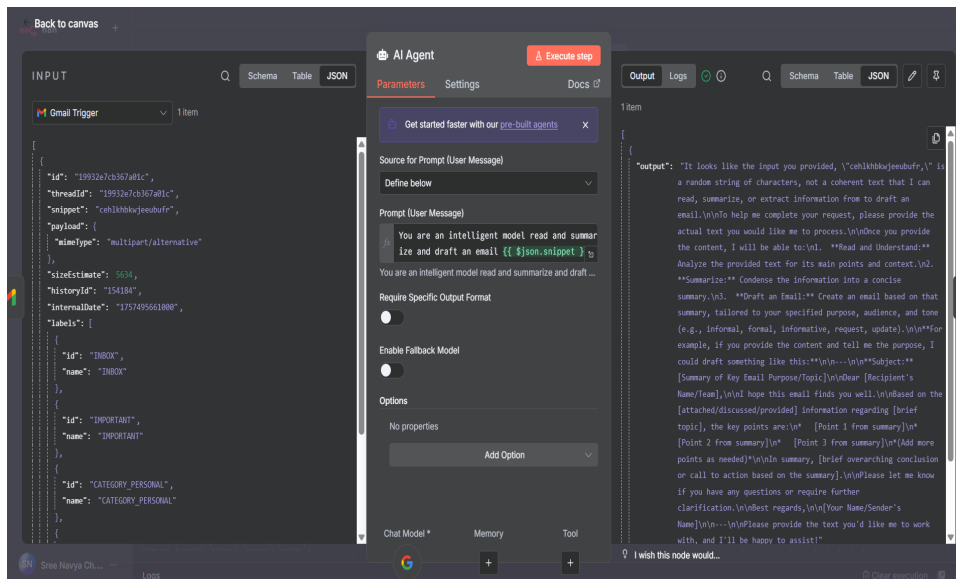 Back to canvas
INPUT
Schema Table JSON
Gmail Trigger
1 item
[
{
"id": "19932e7cb367a01c",
"threadId": "19932e7cb367a01c",
"snippet": "cehlkhbkwjeeubufr",
"payload": {
"mimeType": "multipart/alternative"
},
"sizeEstimate": 5634,
"historyId": "154184",
"internalDate": "1757495661000",
"labels": [
{
"id": "INBOX",
"name": "INBOX"
},
{
"id": "IMPORTANT",
"name": "IMPORTANT"
},
{
"id": "CATEGORY_PERSONAL",
"name": "CATEGORY_PERSONAL"
},
{
Sree Navya Ch...
Logs
AI Agent
Execute step
Parameters Settings Docs
Get started faster with our pre-built agents X
Source for Prompt (User Message)
Define below
Prompt (User Message)
fx
You are an intelligent model read and summar
ize and draft an email {{ $json.snippet }
You are an intelligent model read and summarize and draft ...
Require Specific Output Format
Enable Fallback Model
Options
No properties
Add Option
Chat Model * Memory Tool
+ +
Output Logs
Schema Table JSON
1 item
[
{
"output": "It looks like the input you provided, \"cehlkhbkwjeeubufr,\" is
a random string of characters, not a coherent text that I can
read, summarize, or extract information from to draft an
email.\n\nTo help me complete your request, please provide the
actual text you would like me to process.\n\nOnce you provide
the content, I will be able to:\n1. **Read and Understand:**
Analyze the provided text for its main points and context.\n2.
**Summarize:** Condense the information into a concise
summary.\n3. **Draft an Email:** Create an email based on that
summary, tailored to your specified purpose, audience, and tone
(e.g., informal, formal, informative, request, update).\n\n**For
example, if you provide the content and tell me the purpose, I
could draft something like this:**\n\n---\n\n**Subject:**
[Summary of Key Email Purpose/Topic]\n\nDear [Recipient's
Name/Team],\n\nI hope this email finds you well.\n\nBased on the
[attached/discussed/provided] information regarding [brief
topic], the key points are:\n* [Point 1 from summary]\n*
[Point 2 from summary]\n* [Point 3 from summary]\n*(Add more
points as needed)*\n\nIn summary, [brief overarching conclusion
or call to action based on the summary].\n\nPlease let me know
if you have any questions or require further
clarification.\n\nBest regards,\n\n[Your Name/Sender's
Name]\n\n---\n\nPlease provide the text you'd like me to work
with, and I'll be happy to assist!"
I wish this node would...
Clear execution